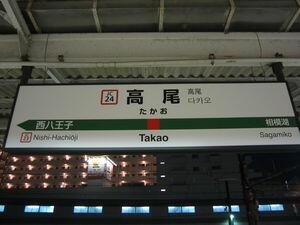 JC
24
高尾
高尾
다카오
たかお
西八王子
相模湖
JC
23
Nishi-Hachiōji
Takao
Sagamiko